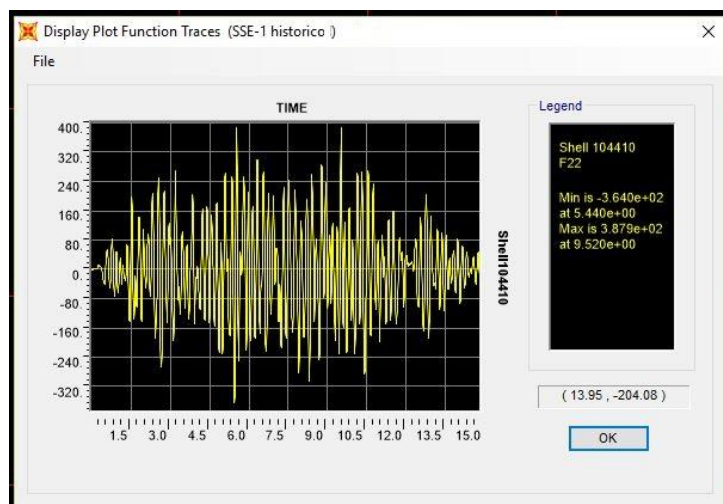 Display Plot Function Traces (SSE-1 historico )
File
TIME
400.
320.
240.
160.
80.
0.
-80.
-160.
-240.
-320.
1.5 3.0 4.5 6.0 7.5 9.0 10.5 12.0 13.5 15.0
Shell104410
Legend
Shell 104410
F22
Min is -3.640e+02
at 5.440e+00
Max is 3.879e+02
at 9.520e+00
( 13.95 , -204.08 )
OK